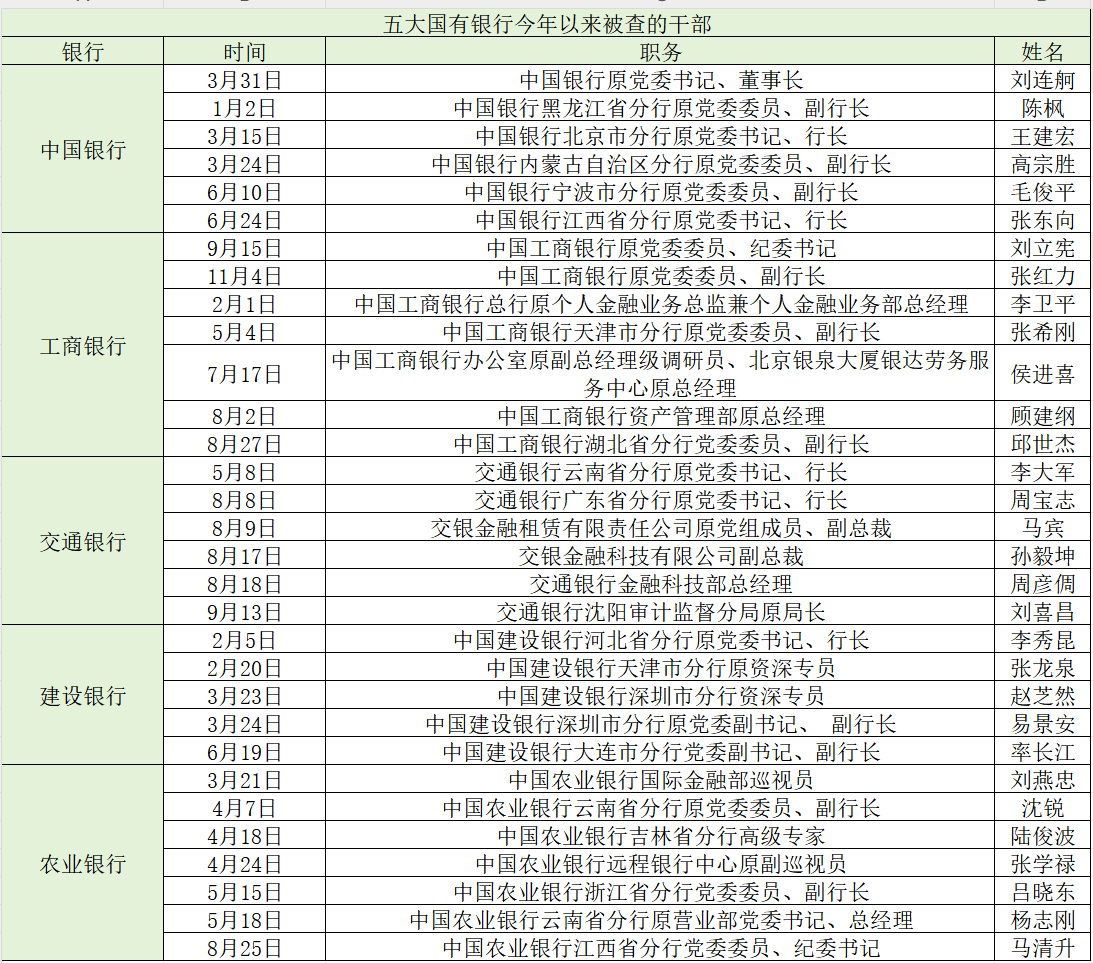 五大国有银行今年以来被查的干部
银行 时间 职务 姓名
中国银行
3月31日 中国银行原党委书记、董事长 刘连舸
1月2日 中国银行黑龙江省分行原党委委员、副行长 陈枫
3月15日 中国银行北京市分行原党委书记、行长 王建宏
3月24日 中国银行内蒙古自治区分行原党委委员、副行长 高宗胜
6月10日 中国银行宁波市分行原党委委员、副行长 毛俊平
6月24日 中国银行江西省分行原党委书记、行长 张东向
工商银行
9月15日 中国工商银行原党委委员、纪委书记 刘立宪
11月4日 中国工商银行原党委委员、副行长 张红力
2月1日 中国工商银行总行原个人金融业务总监兼个人金融业务部总经理 李卫平
5月4日 中国工商银行天津市分行原党委委员、副行长 张希刚
7月17日 中国工商银行办公室原副总经理级调研员、北京银泉大厦银达劳务服
务中心原总经理 侯进喜
8月2日 中国工商银行资产管理部原总经理 顾建纲
8月27日 中国工商银行湖北省分行党委委员、副行长 邱世杰
交通银行
5月8日 交通银行云南省分行原党委书记、行长 李大军
8月8日 交通银行广东省分行原党委书记、行长 周宝志
8月9日 交银金融租赁有限责任公司原党组成员、副总裁 马宾
8月17日 交银金融科技有限公司副总裁 孙毅坤
8月18日 交通银行金融科技部总经理 周彦倜
9月13日 交通银行沈阳审计监督分局原局长 刘喜昌
建设银行
2月5日 中国建设银行河北省分行原党委书记、行长 李秀昆
2月20日 中国建设银行天津市分行原资深专员 张龙泉
3月23日 中国建设银行深圳市分行资深专员 赵芝然
3月24日 中国建设银行深圳市分行原党委副书记、 副行长 易景安
6月19日 中国建设银行大连市分行党委副书记、副行长 率长江
农业银行
3月21日 中国农业银行国际金融部巡视员 刘燕忠
4月7日 中国农业银行云南省分行原党委委员、副行长 沈锐
4月18日 中国农业银行吉林省分行高级专家 陆俊波
4月24日 中国农业银行远程银行中心原副巡视员 张学禄
5月15日 中国农业银行浙江省分行党委委员、副行长 吕晓东
5月18日 中国农业银行云南省分行原营业部党委书记、总经理 杨志刚
8月25日 中国农业银行江西省分行党委委员、纪委书记 马清升